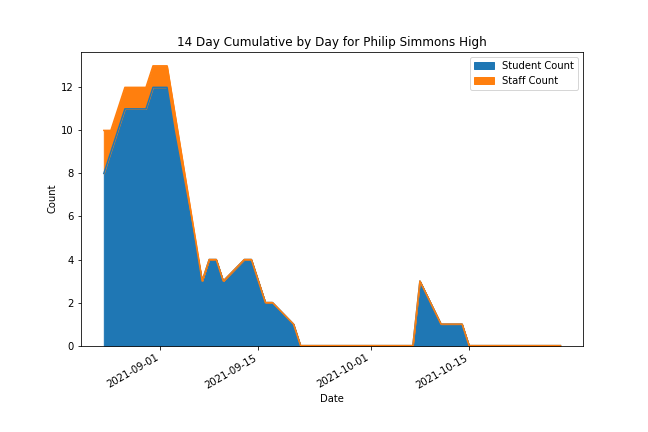 14 Day Cumulative by Day for Philip Simmons High
Student Count
Staff Count
12
10
8
6
4
2
0
Count
2021-09-01
2021-09-15
2021-10-01
2021-10-15
Date